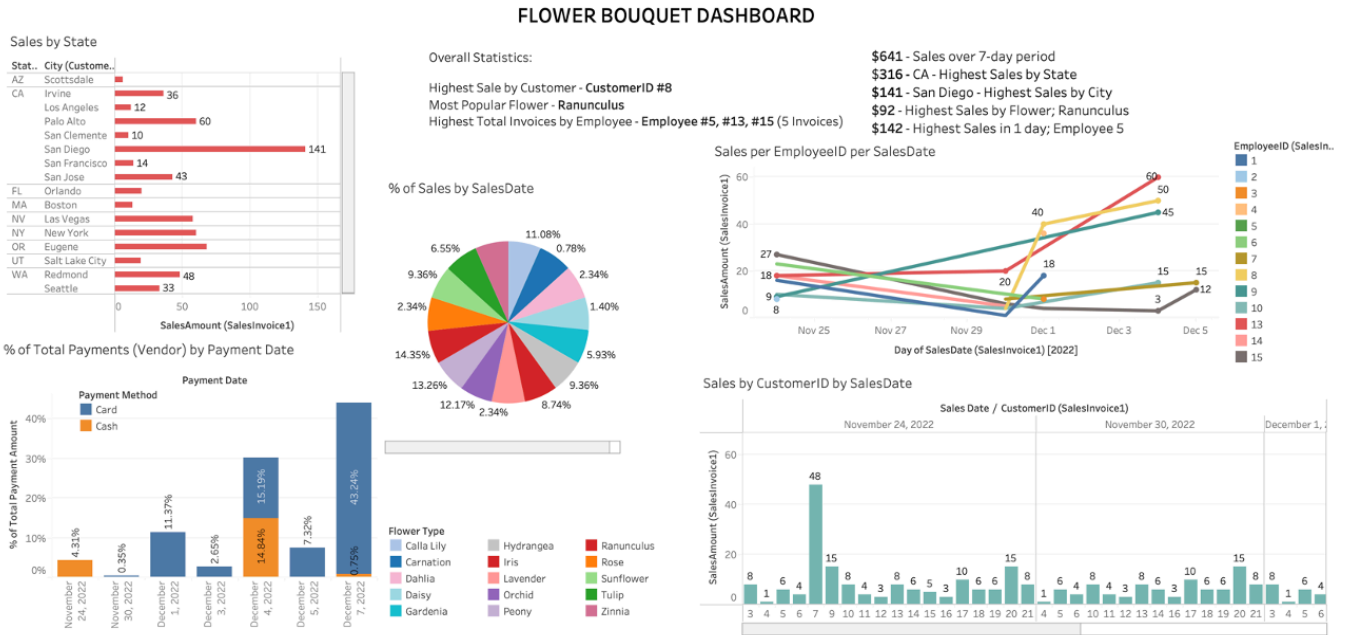 FLOWER BOUQUET DASHBOARD
Sales by State
Stat.. City (Custome..
AZ Scottsdale
CA Irvine 36
Los Angeles 12
Palo Alto 60
San Clemente 10
San Diego 141
San Francisco 14
San Jose 43
FL Orlando
MA Boston
NV Las Vegas
NY New York
OR Eugene
UT Salt Lake City
WA Redmond 48
Seattle 33
0 50 100 150
SalesAmount (SalesInvoice1)
Overall Statistics:
Highest Sale by Customer - CustomerID #8
Most Popular Flower - Ranunculus
Highest Total Invoices by Employee - Employee #5, #13, #15 (5 Invoices)
$641 - Sales over 7-day period
$316 - CA - Highest Sales by State
$141 - San Diego - Highest Sales by City
$92 - Highest Sales by Flower; Ranunculus
$142 - Highest Sales in 1 day; Employee 5
% of Sales by SalesDate
11.08%
0.78%
2.34%
1.40%
5.93%
9.36%
8.74%
2.34%
12.17%
13.26%
14.35%
2.34%
9.36%
6.55%
Flower Type
Calla Lily Hydrangea Ranunculus
Carnation Iris Rose
Dahlia Lavender Sunflower
Daisy Orchid Tulip
Gardenia Peony Zinnia
Sales per EmployeeID per SalesDate
SalesAmount (SalesInvoice1)
60
40
20
0
27
18
9
8
20
40
18
60
50
45
15
3
15
12
Nov 25 Nov 27 Nov 29 Dec 1 Dec 3 Dec 5
Day of SalesDate (SalesInvoice1) [2022]
EmployeeID (SalesIn..
1
2
3
4
5
6
7
8
9
10
13
14
15
% of Total Payments (Vendor) by Payment Date
Payment Date
Payment Method
Card
Cash
% of Total Payment Amount
40%
30%
20%
10%
0%
4.31%
0.35%
11.37%
2.65%
15.19%
14.84%
7.32%
43.24%
0.75%
November 24, 2022
November 30, 2022
December 1, 2022
December 3, 2022
December 4, 2022
December 5, 2022
December 7, 2022
Sales by CustomerID by SalesDate
Sales Date / CustomerID (SalesInvoice1)
November 24, 2022 November 30, 2022 December 1, 2
SalesAmount (SalesInvoice1)
60
40
20
0
8 1 6 4 48 15 8 4 3 8 6 5 3 10 6 6 15 8 1 6 4 8 4 3 8 6 3 10 6 6 15 8 8 1 6 4
3 4 5 6 7 9 10 11 12 13 14 15 16 17 18 19 20 21 4 5 6 10 11 12 13 14 16 17 18 19 20 21 3 4 5 6